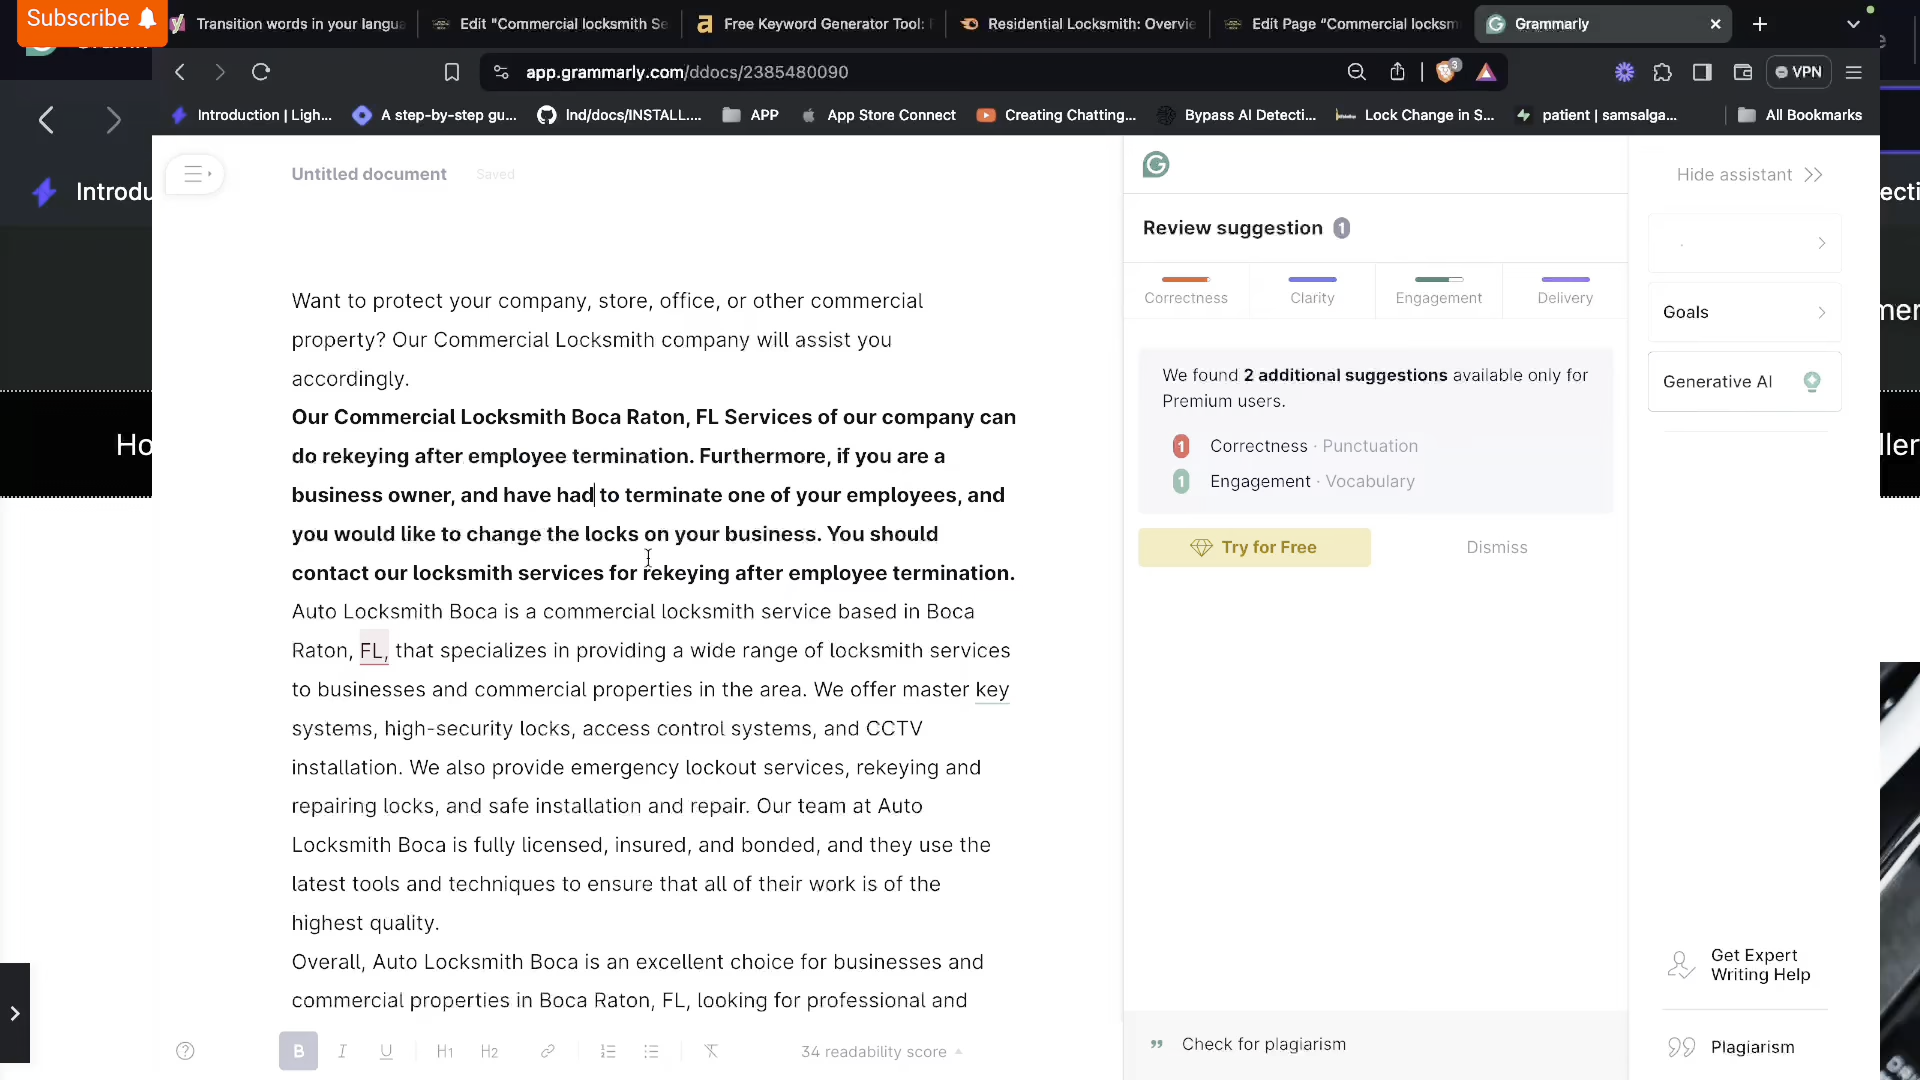 Subscribe
Transition words in your langua
Edit "Commercial locksmith Se
Free Keyword Generator Tool:
Residential Locksmith: Overvie
Edit Page “Commercial locksm
Grammarly
app.grammarly.com/ddocs/2385480090
3
VPN
Introduction | Ligh...
A step-by-step gu...
lnd/docs/INSTALL....
APP
App Store Connect
Creating Chatting...
Bypass AI Detecti...
Lock Change in S...
patient | samsalga...
All Bookmarks
Introdu
Ho
Untitled document
Saved
Want to protect your company, store, office, or other commercial
property? Our Commercial Locksmith company will assist you
accordingly.
Our Commercial Locksmith Boca Raton, FL Services of our company can
do rekeying after employee termination. Furthermore, if you are a
business owner, and have had to terminate one of your employees, and
you would like to change the locks on your business. You should
contact our locksmith services for rekeying after employee termination.
Auto Locksmith Boca is a commercial locksmith service based in Boca
Raton, FL, that specializes in providing a wide range of locksmith services
to businesses and commercial properties in the area. We offer master key
systems, high-security locks, access control systems, and CCTV
installation. We also provide emergency lockout services, rekeying and
repairing locks, and safe installation and repair. Our team at Auto
Locksmith Boca is fully licensed, insured, and bonded, and they use the
latest tools and techniques to ensure that all of their work is of the
highest quality.
Overall, Auto Locksmith Boca is an excellent choice for businesses and
commercial properties in Boca Raton, FL, looking for professional and
B I U H1 H2
34 readability score
Review suggestion 1
Correctness
Clarity
Engagement
Delivery
We found 2 additional suggestions available only for
Premium users.
1 Correctness · Punctuation
1 Engagement · Vocabulary
Try for Free
Dismiss
Check for plagiarism
Hide assistant
Goals
Generative AI
Get Expert
Writing Help
Plagiarism
ecti
mer
ller